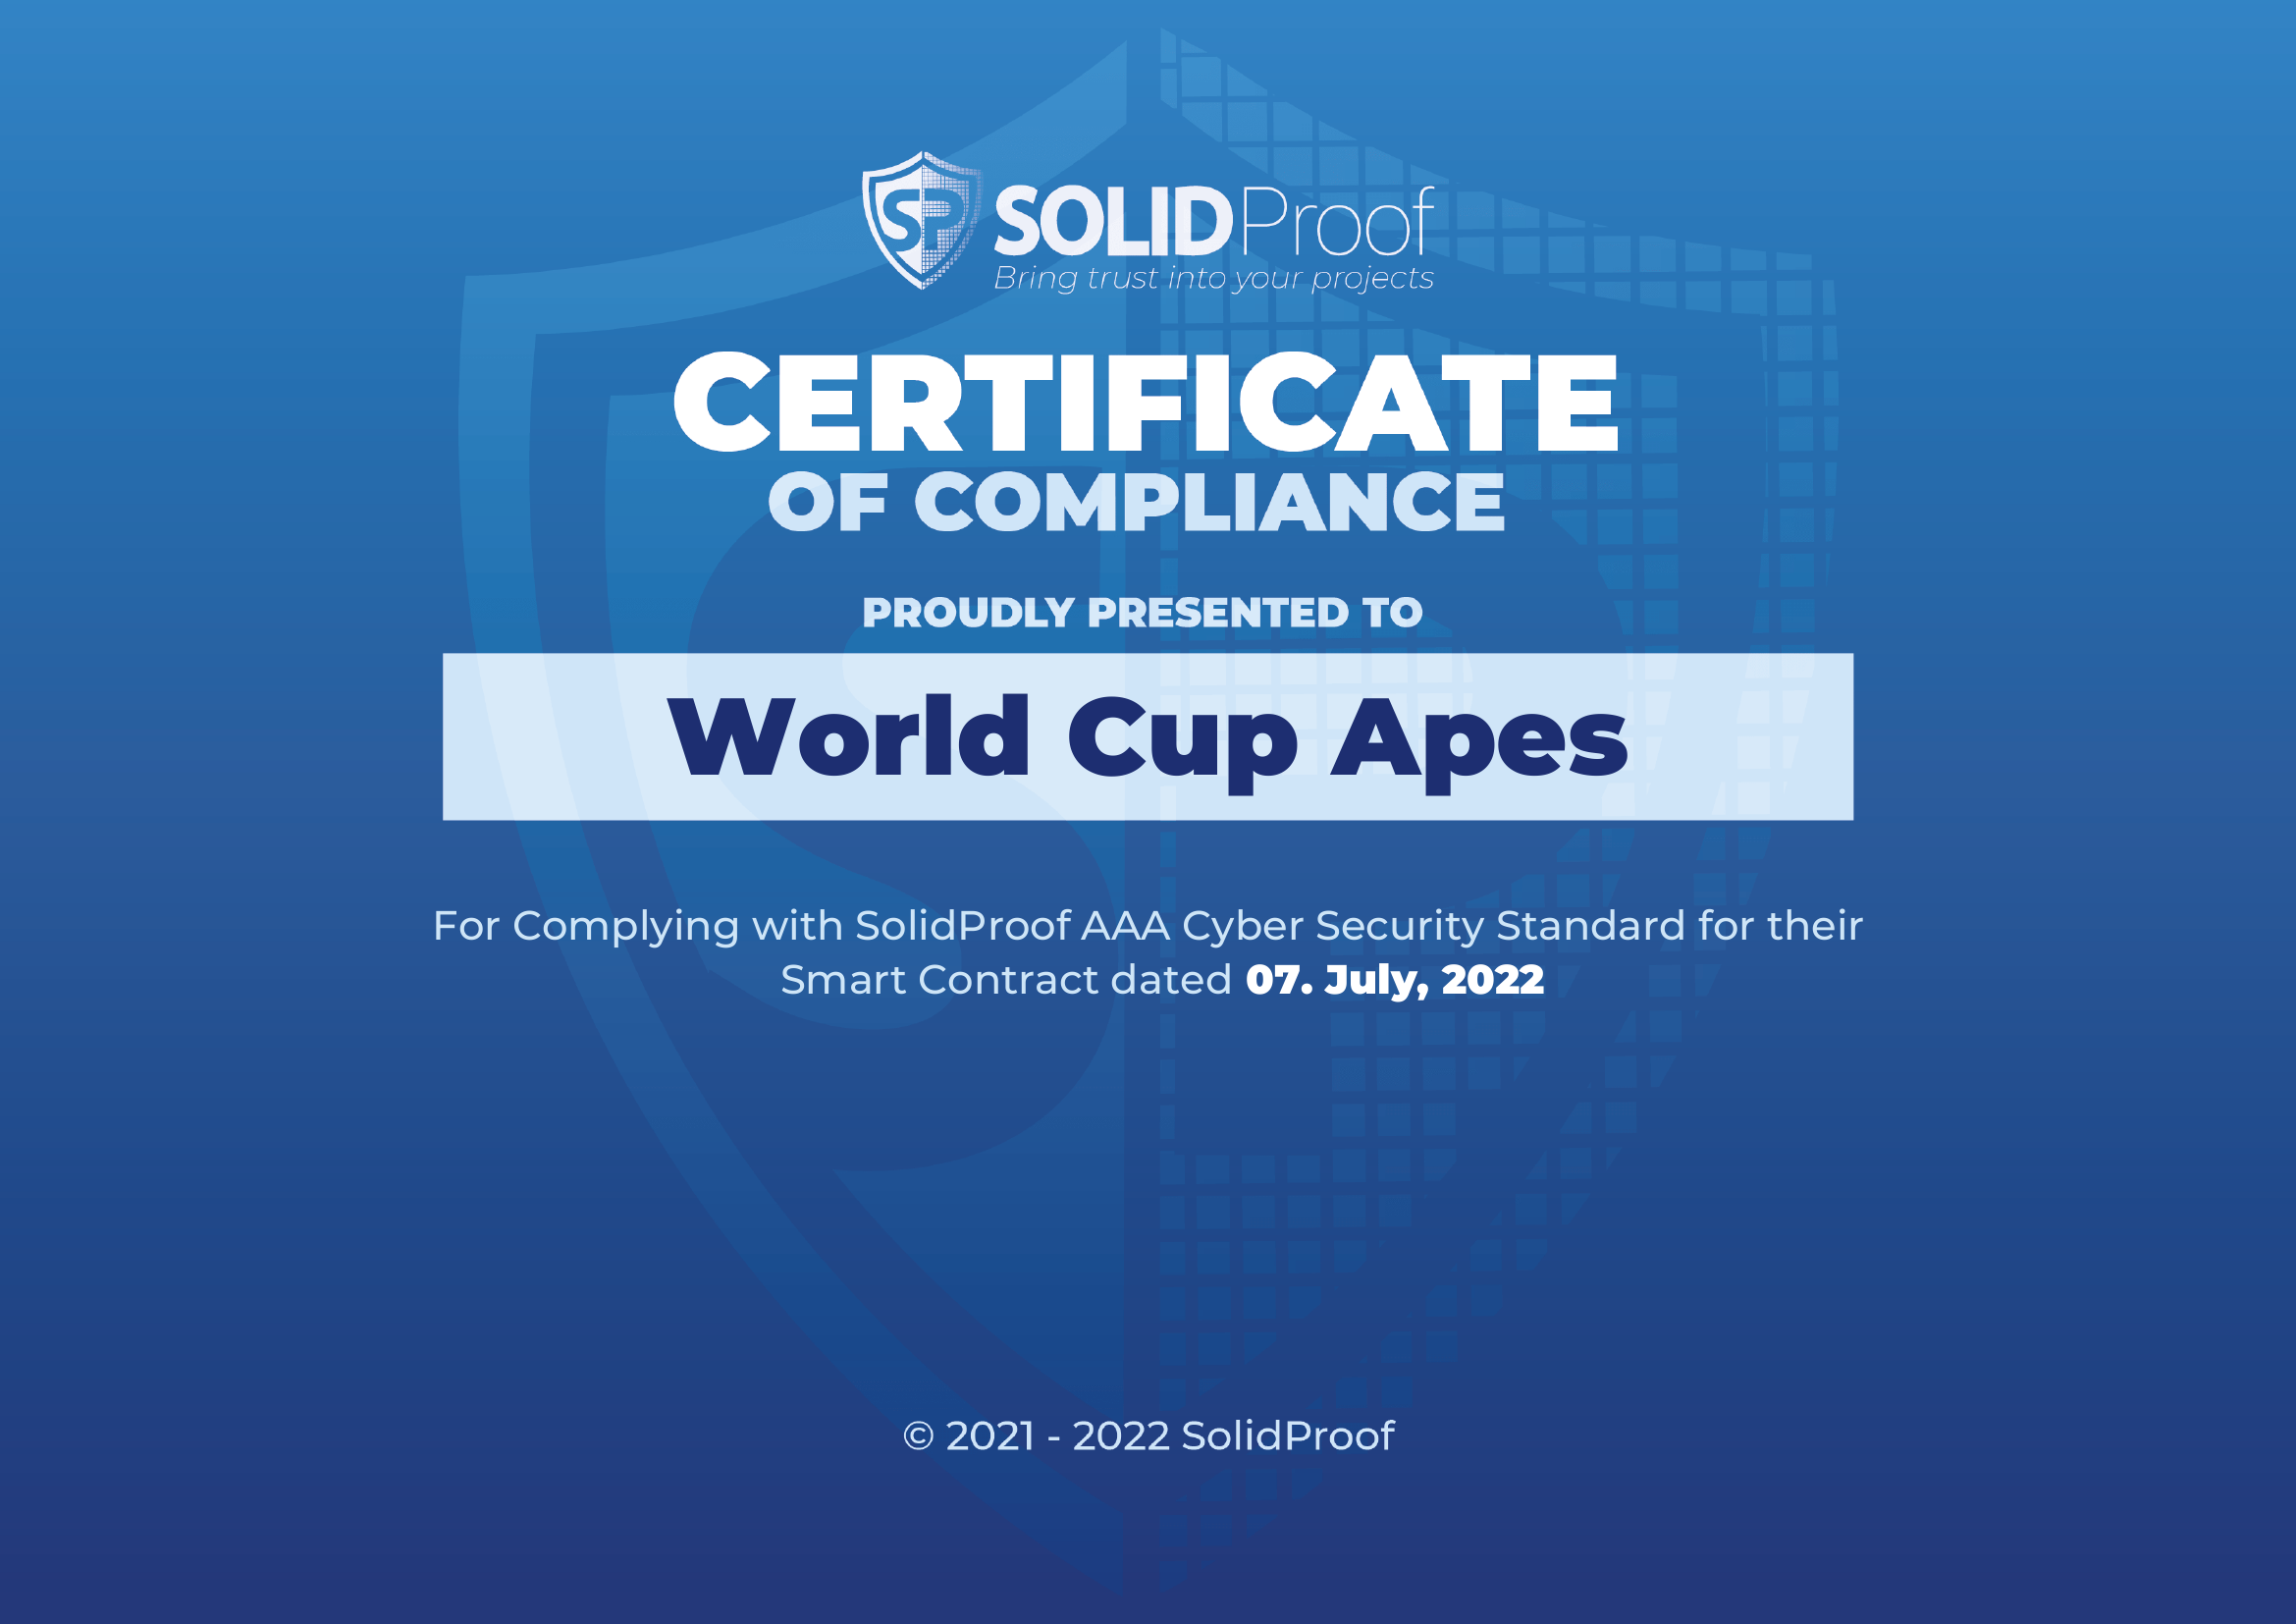 SP SOLIDProof
Bring trust into your projects
CERTIFICATE
OF COMPLIANCE
PROUDLY PRESENTED TO
World Cup Apes
For Complying with SolidProof AAA Cyber Security Standard for their
Smart Contract dated 07. July, 2022
© 2021 - 2022 SolidProof